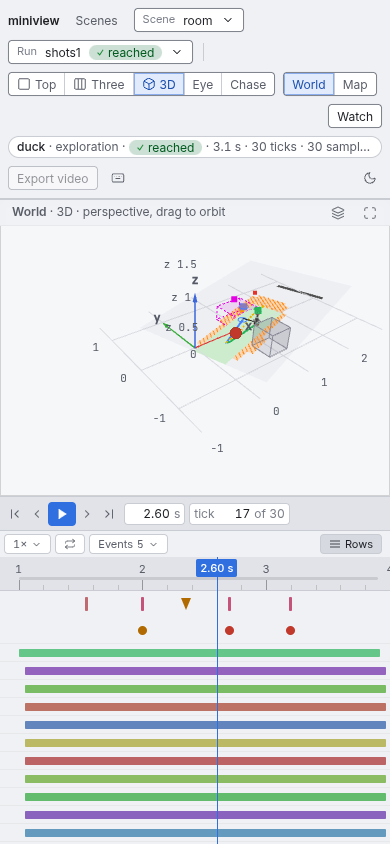 miniview Scenes Scene room
Run shots1 ✓ reached
Top Three 3D Eye Chase World Map
Watch
duck · exploration · ✓ reached · 3.1 s · 30 ticks · 30 sampl...
Export video
World · 3D · perspective, drag to orbit
z 1.5
z
z 1
y
z 0.5
x
0
1
0
-1
-1
0
1
2
2.60 s tick 17 of 30
1× Events 5 Rows
1 2 2.60 s 3 4